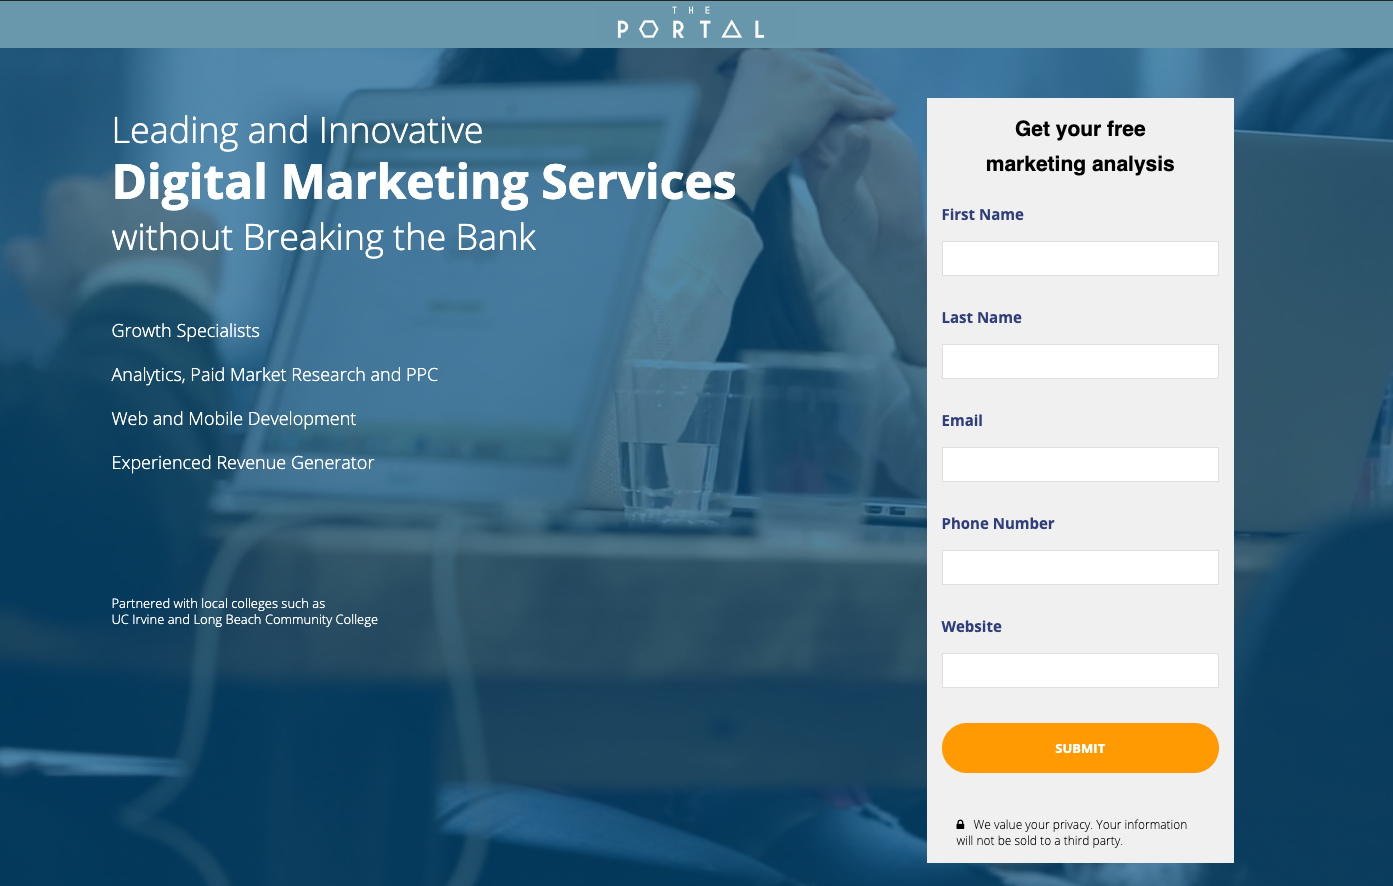 THE
PORTAL
Leading and Innovative
Digital Marketing Services
without Breaking the Bank
Growth Specialists
Analytics, Paid Market Research and PPC
Web and Mobile Development
Experienced Revenue Generator
Partnered with local colleges such as
UC Irvine and Long Beach Community College
Get your free
marketing analysis
First Name
Last Name
Email
Phone Number
Website
SUBMIT
We value your privacy. Your information
will not be sold to a third party.